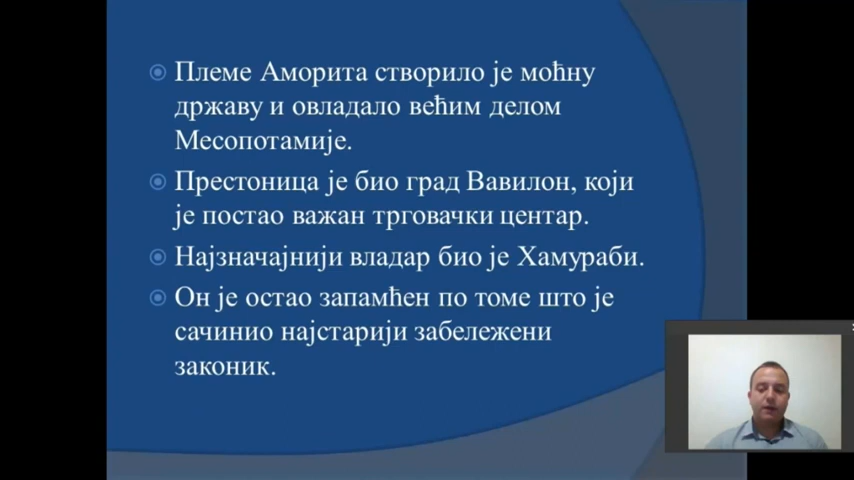 Племе Аморита створило је моћну
државу и овладало већим делом
Месопотамије.
Престоница је био град Вавилон, који
је постао важан трговачки центар.
Најзначајнији владар био је Хамураби.
Он је остао запамћен по томе што је
сачинио најстарији забележени
законик.